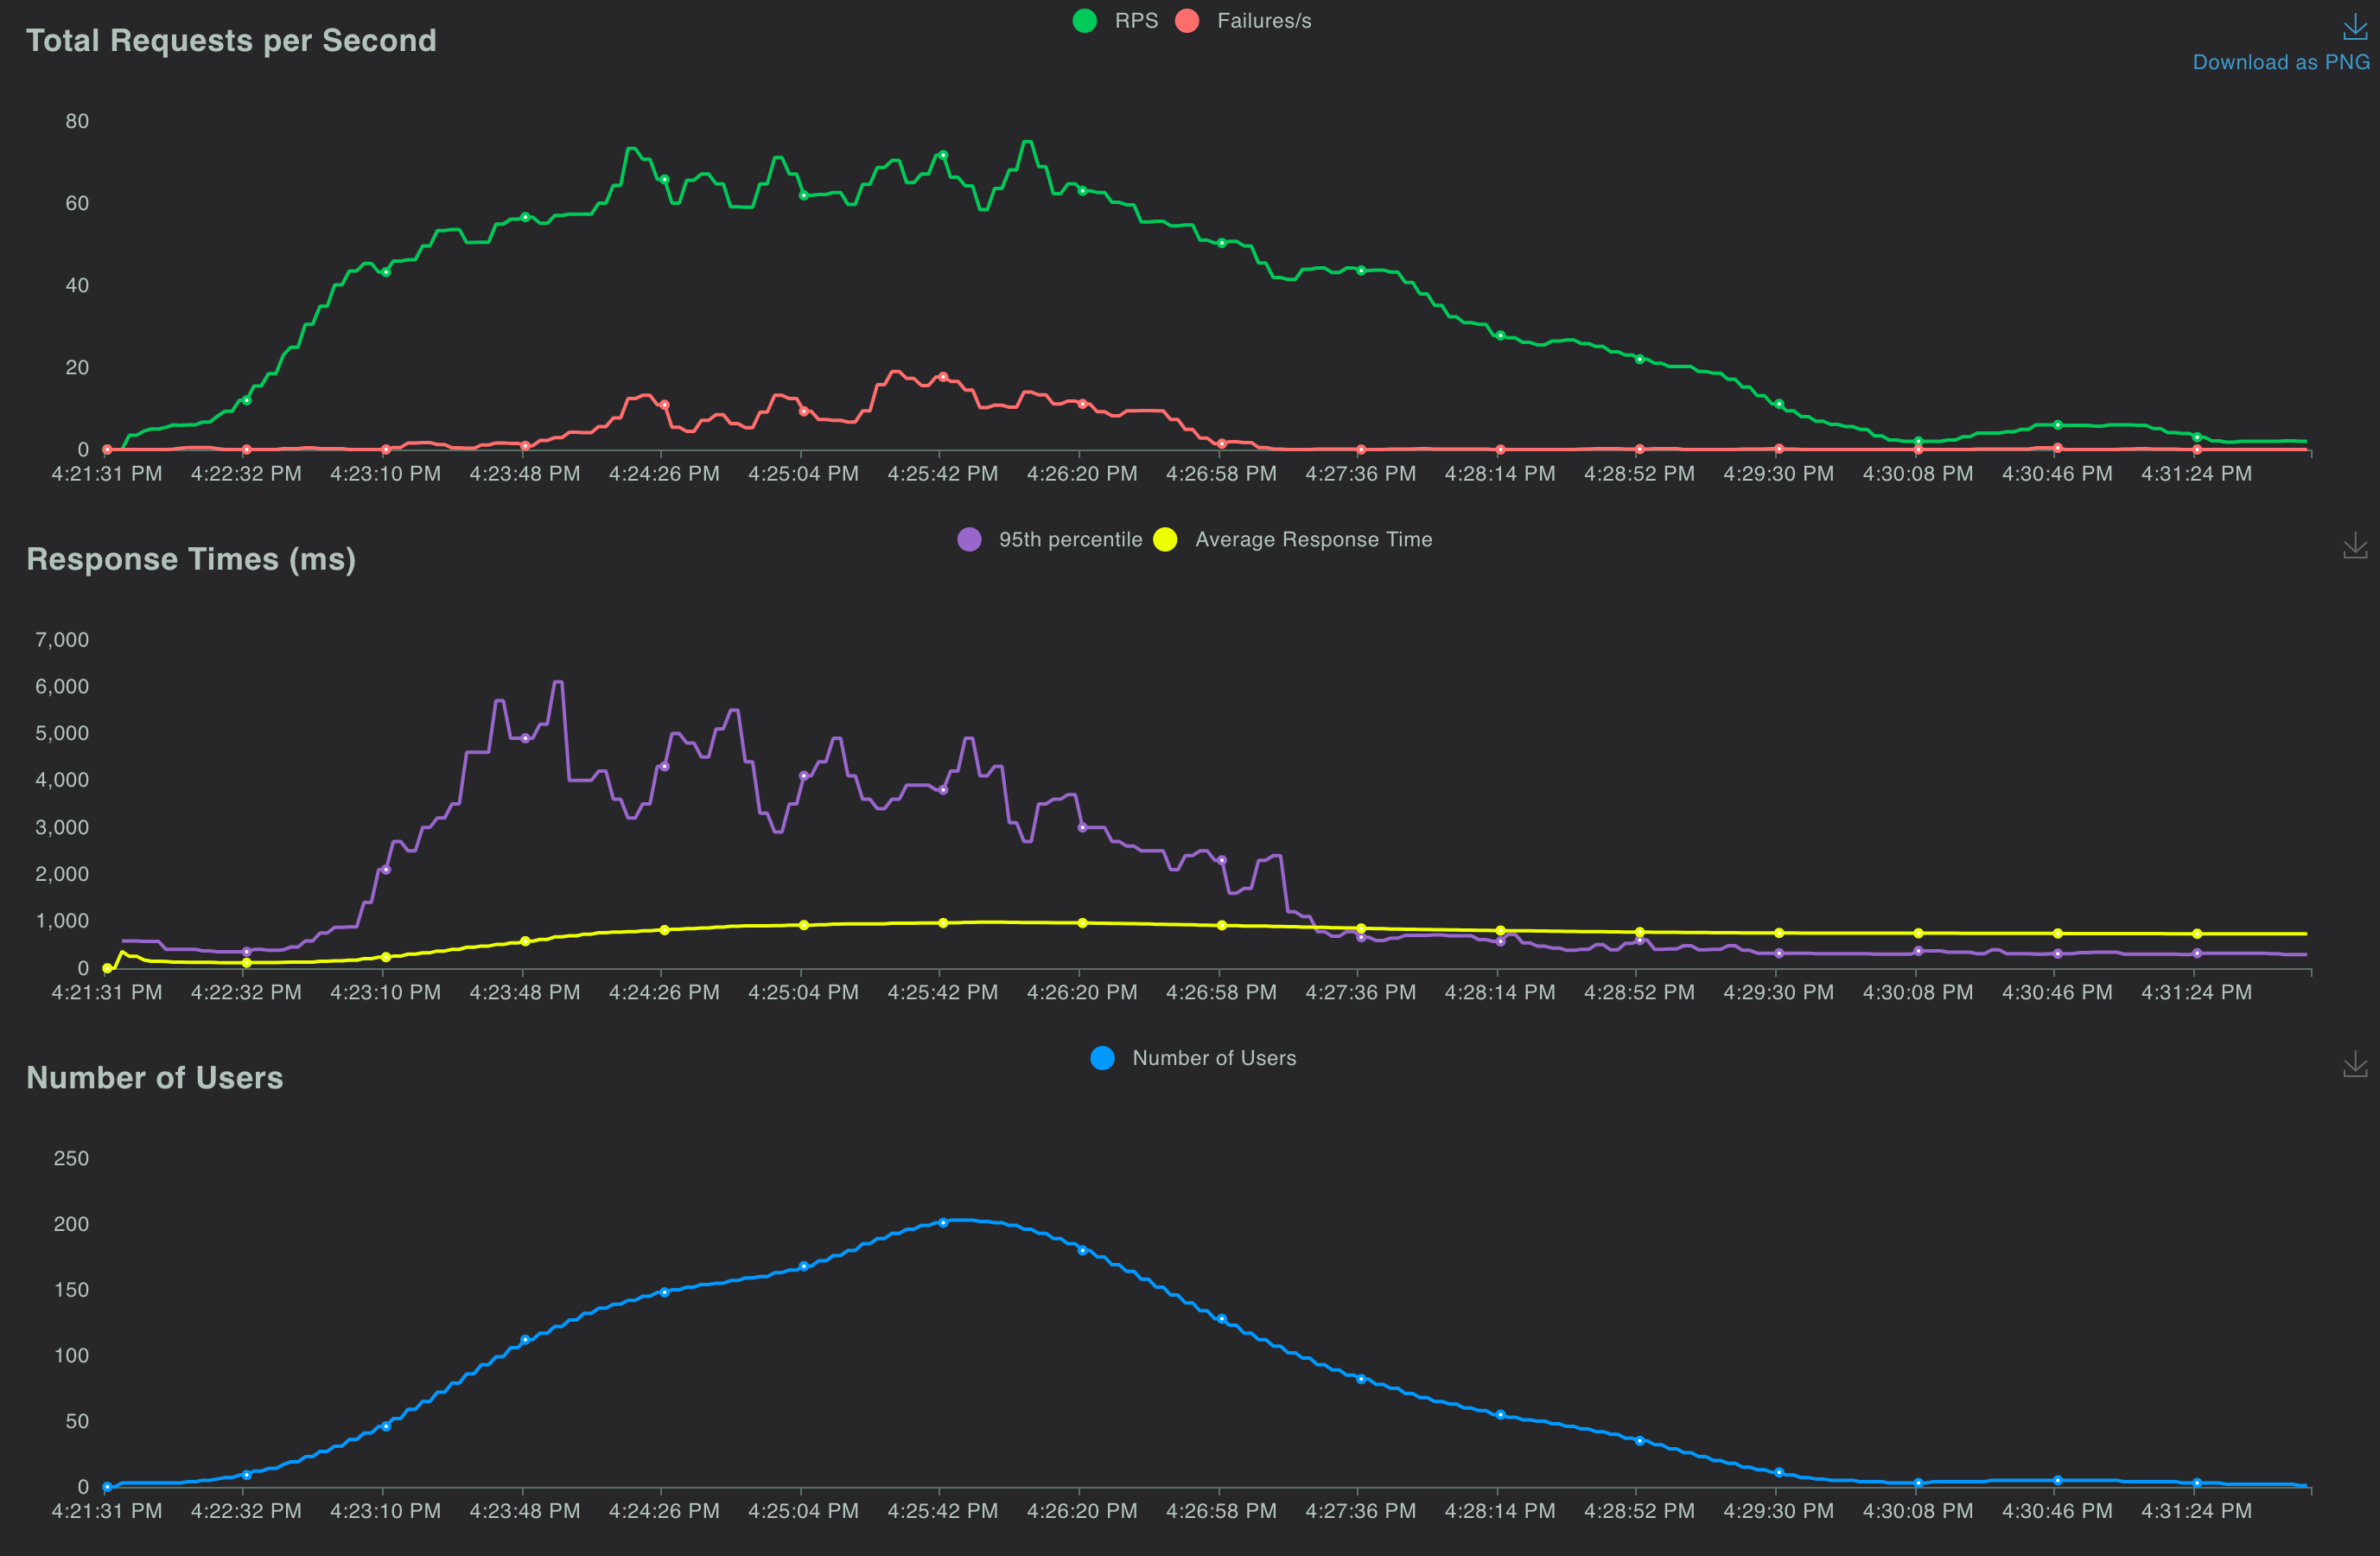 RPS Failures/s
Total Requests per Second
Download as PNG
80
60
40
20
0
4:21:31 PM 4:22:32 PM 4:23:10 PM 4:23:48 PM 4:24:26 PM 4:25:04 PM 4:25:42 PM 4:26:20 PM 4:26:58 PM 4:27:36 PM 4:28:14 PM 4:28:52 PM 4:29:30 PM 4:30:08 PM 4:30:46 PM 4:31:24 PM
95th percentile Average Response Time
Response Times (ms)
7,000
6,000
5,000
4,000
3,000
2,000
1,000
0
4:21:31 PM 4:22:32 PM 4:23:10 PM 4:23:48 PM 4:24:26 PM 4:25:04 PM 4:25:42 PM 4:26:20 PM 4:26:58 PM 4:27:36 PM 4:28:14 PM 4:28:52 PM 4:29:30 PM 4:30:08 PM 4:30:46 PM 4:31:24 PM
Number of Users
Number of Users
250
200
150
100
50
0
4:21:31 PM 4:22:32 PM 4:23:10 PM 4:23:48 PM 4:24:26 PM 4:25:04 PM 4:25:42 PM 4:26:20 PM 4:26:58 PM 4:27:36 PM 4:28:14 PM 4:28:52 PM 4:29:30 PM 4:30:08 PM 4:30:46 PM 4:31:24 PM